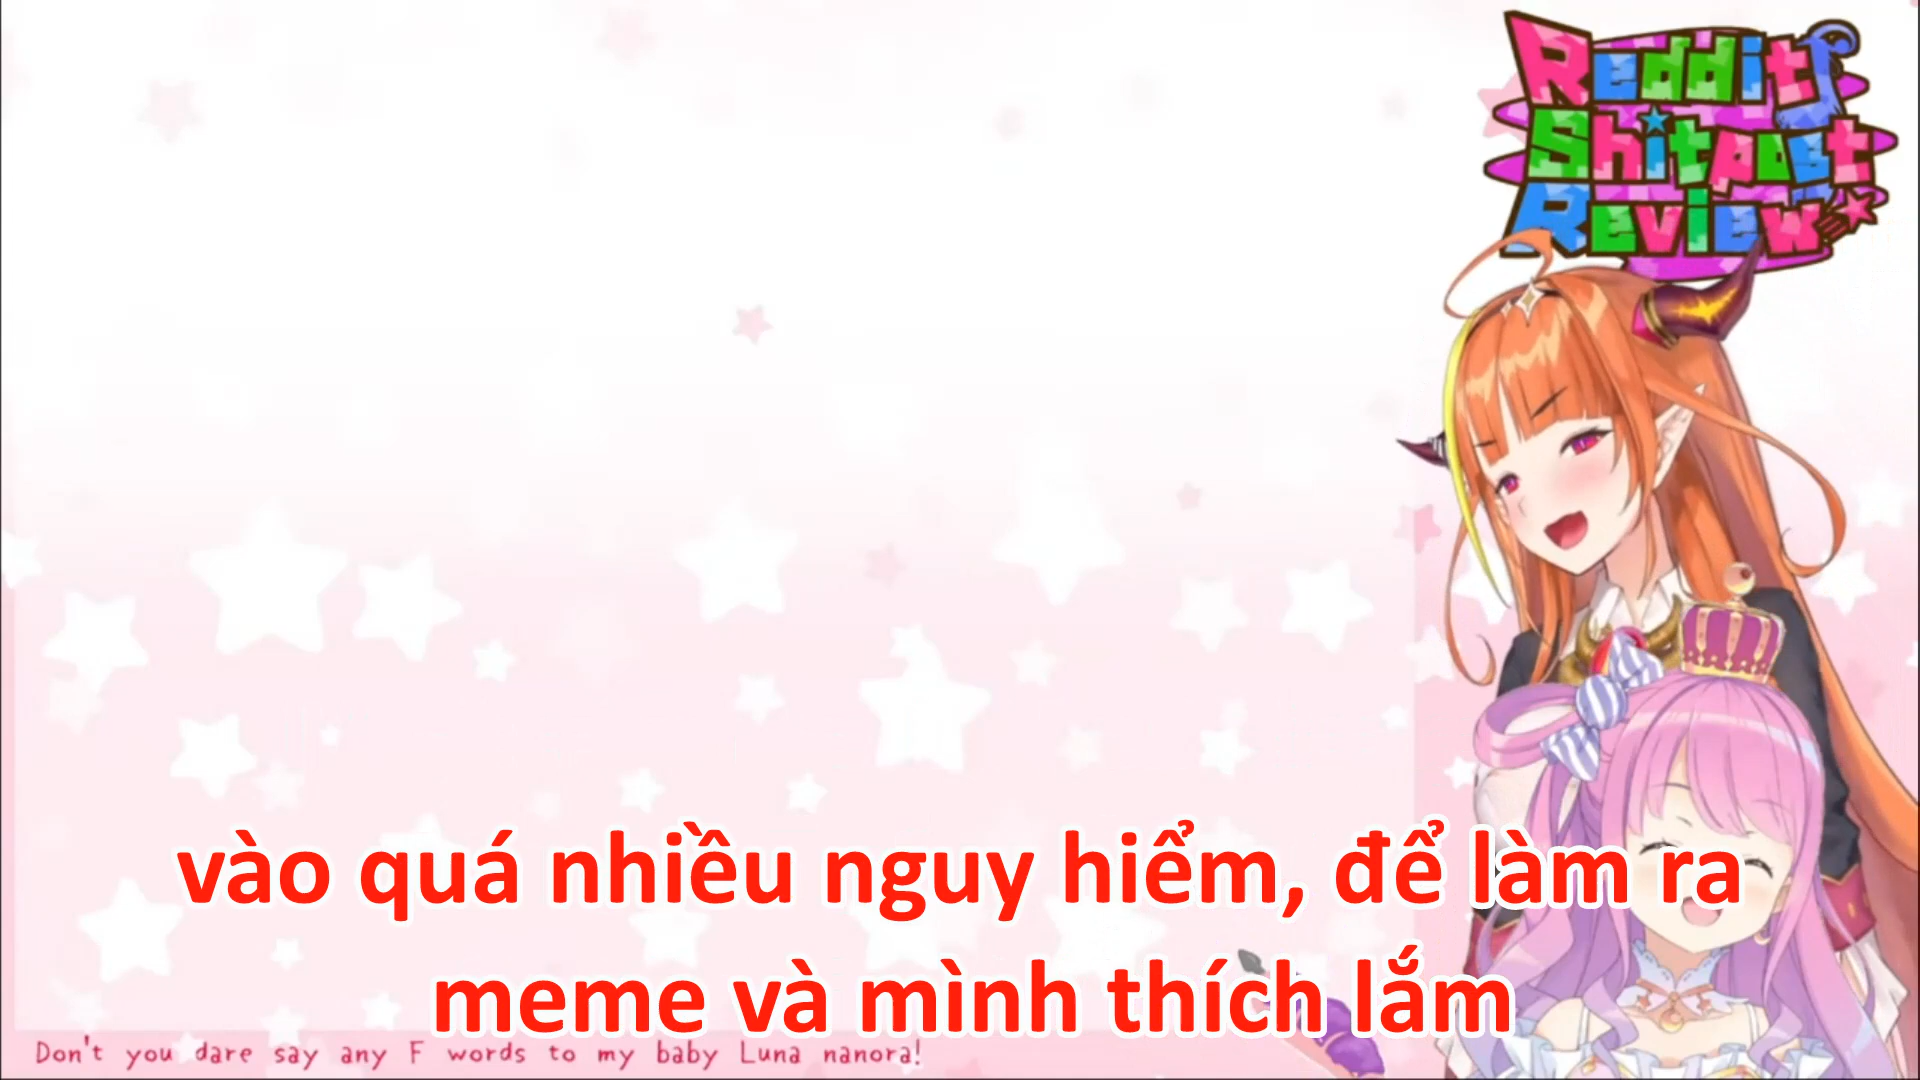 Reddit
Shitpost
Review
vào quá nhiều nguy hiểm, để làm ra
meme và mình thích lắm
Don't you dare say any F words to my baby Luna nanora!